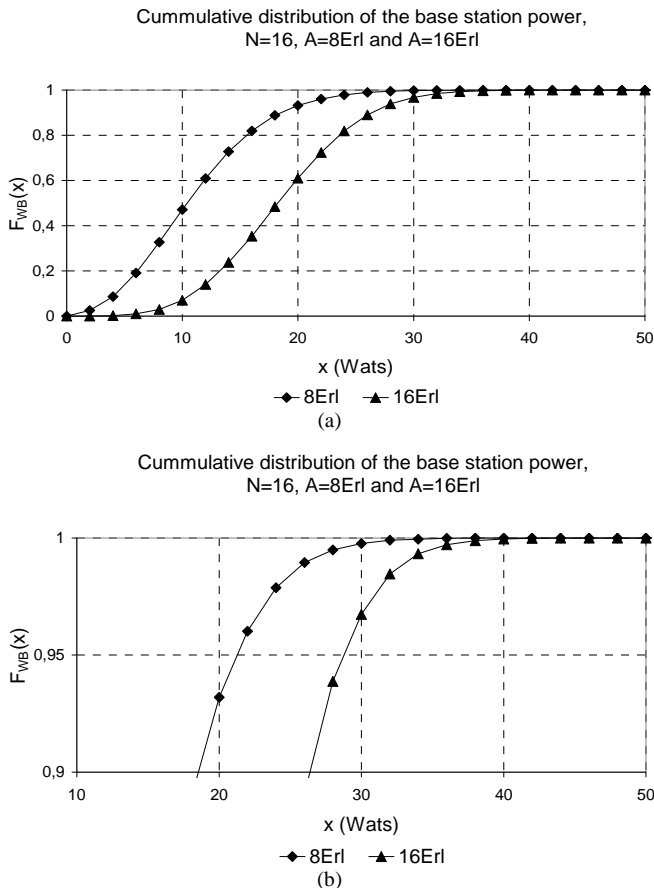 Cummulative distribution of the base station power,
N=16, A=8Erl and A=16Erl
1
0,8
0,6
0,4
0,2
0
F_WB(x)
0 10 20 30 40 50
x (Wats)
8Erl 16Erl
(a)
Cummulative distribution of the base station power,
N=16, A=8Erl and A=16Erl
1
0,95
0,9
F_WB(x)
10 20 30 40 50
x (Wats)
8Erl 16Erl
(b)